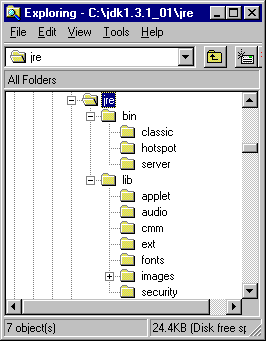 Exploring - C:\jdk1.3.1_01\jre
File Edit View Tools Help
jre
All Folders
jre
bin
classic
hotspot
server
lib
applet
audio
cmm
ext
fonts
images
security
7 object(s) 24.4KB (Disk free sp